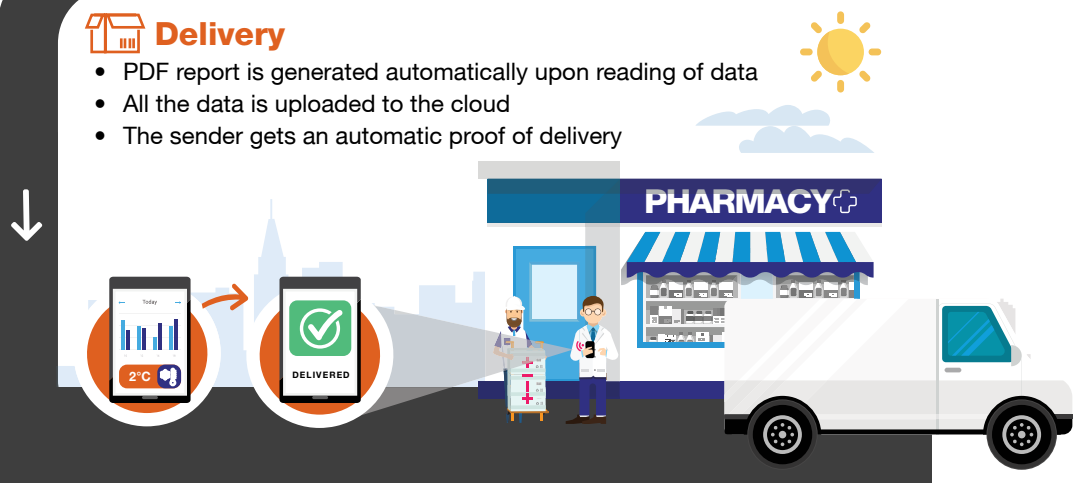 Delivery
• PDF report is generated automatically upon reading of data
• All the data is uploaded to the cloud
• The sender gets an automatic proof of delivery
PHARMACY
Today
2°C
DELIVERED